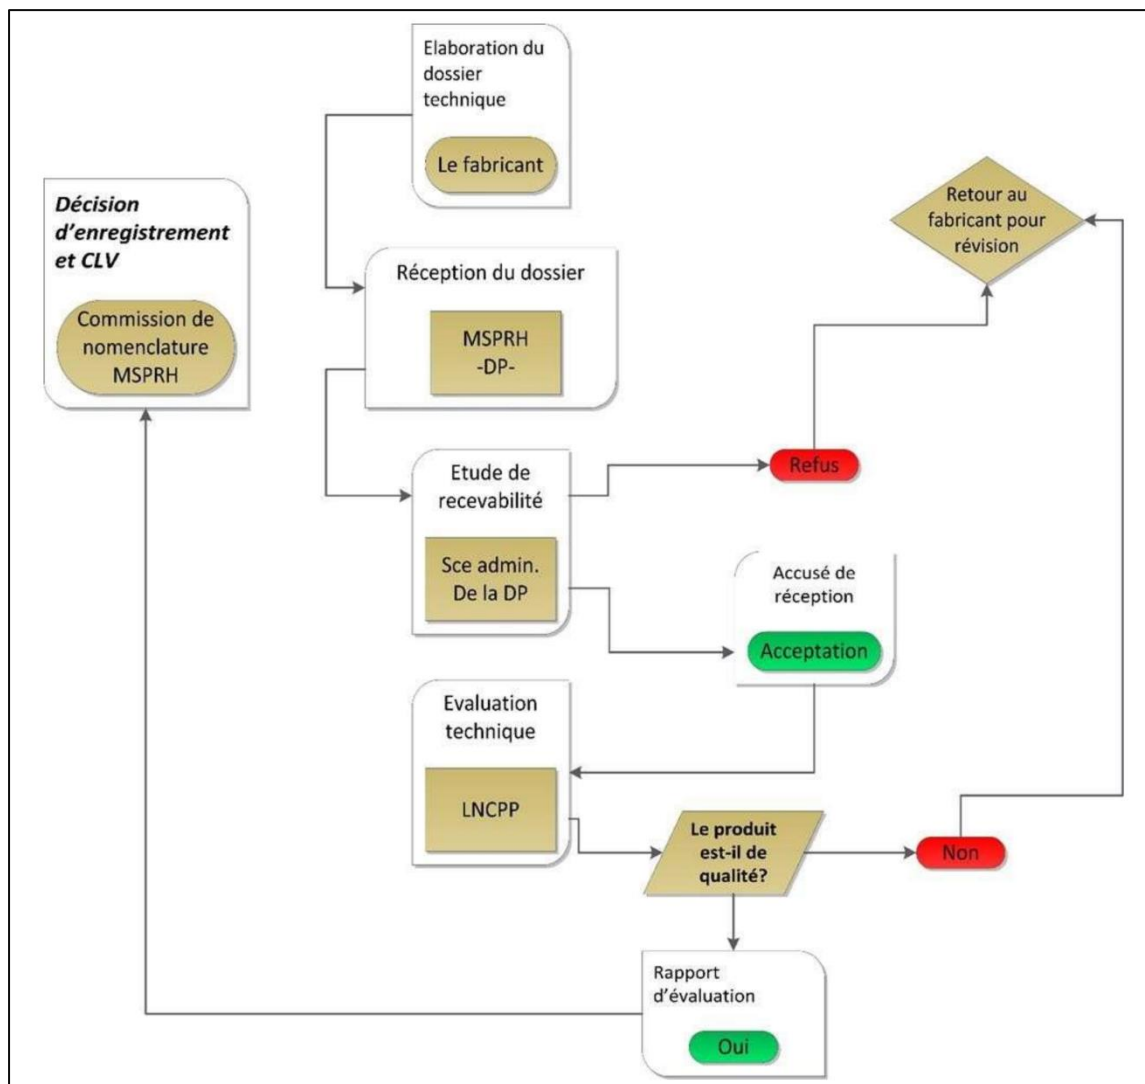 Elaboration du
dossier
technique
Le fabricant
Décision
d'enregistrement
et CLV
Commission de
nomenclature
MSPRH
Retour au
fabricant pour
révision
Réception du dossier
MSPRH
-DP-
Etude de
recevabilité
Sce admin.
De la DP
Refus
Accusé de
réception
Acceptation
Evaluation
technique
LNCPP
Le produit
est-il de
qualité?
Non
Rapport
d'évaluation
Oui